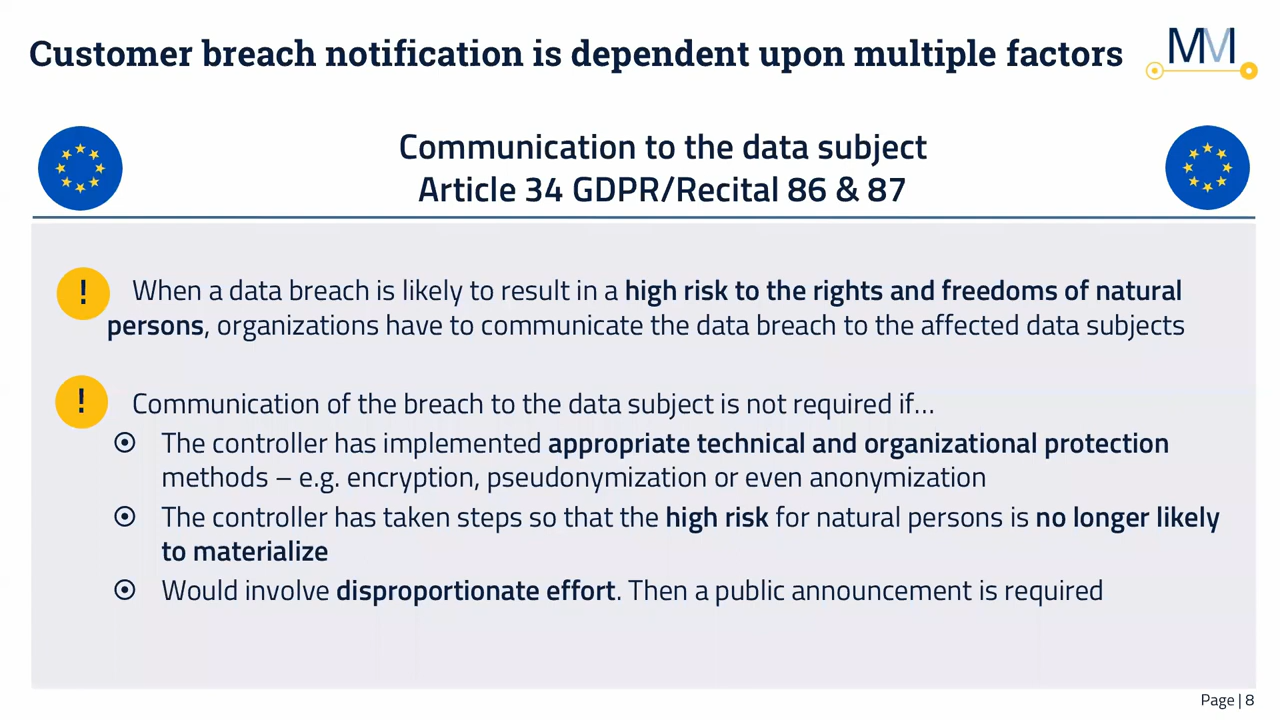 Customer breach notification is dependent upon multiple factors
MM
Communication to the data subject
Article 34 GDPR/Recital 86 & 87
! When a data breach is likely to result in a high risk to the rights and freedoms of natural
persons, organizations have to communicate the data breach to the affected data subjects
! Communication of the breach to the data subject is not required if...
The controller has implemented appropriate technical and organizational protection
methods – e.g. encryption, pseudonymization or even anonymization
The controller has taken steps so that the high risk for natural persons is no longer likely
to materialize
Would involve disproportionate effort. Then a public announcement is required
Page | 8